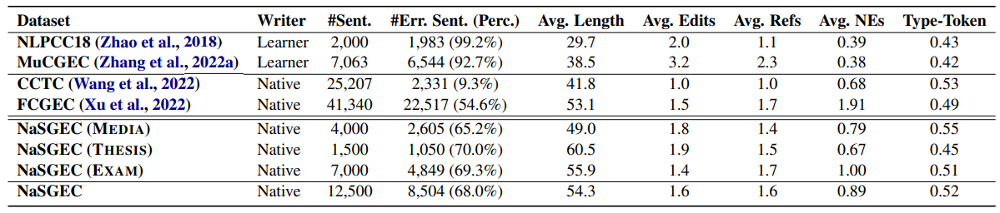 Dataset Writer #Sent. #Err. Sent. (Perc.) Avg. Length Avg. Edits Avg. Refs Avg. NEs Type-Token
NLPCC18 (Zhao et al., 2018) Learner 2,000 1,983 (99.2%) 29.7 2.0 1.1 0.39 0.43
MuCGEC (Zhang et al., 2022a) Learner 7,063 6,544 (92.7%) 38.5 3.2 2.3 0.38 0.42
CCTC (Wang et al., 2022) Native 25,207 2,331 (9.3%) 41.8 1.0 1.0 0.68 0.53
FCGEC (Xu et al., 2022) Native 41,340 22,517 (54.6%) 53.1 1.5 1.7 1.91 0.49
NaSGEC (MEDIA) Native 4,000 2,605 (65.2%) 49.0 1.8 1.4 0.79 0.55
NaSGEC (THESIS) Native 1,500 1,050 (70.0%) 60.5 1.9 1.5 0.67 0.45
NaSGEC (EXAM) Native 7,000 4,849 (69.3%) 55.9 1.4 1.7 1.00 0.51
NaSGEC Native 12,500 8,504 (68.0%) 54.3 1.6 1.6 0.89 0.52